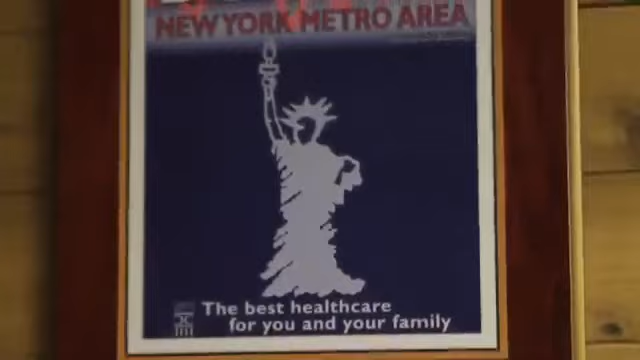 NEW YORK METRO AREA
The best healthcare
for you and your family